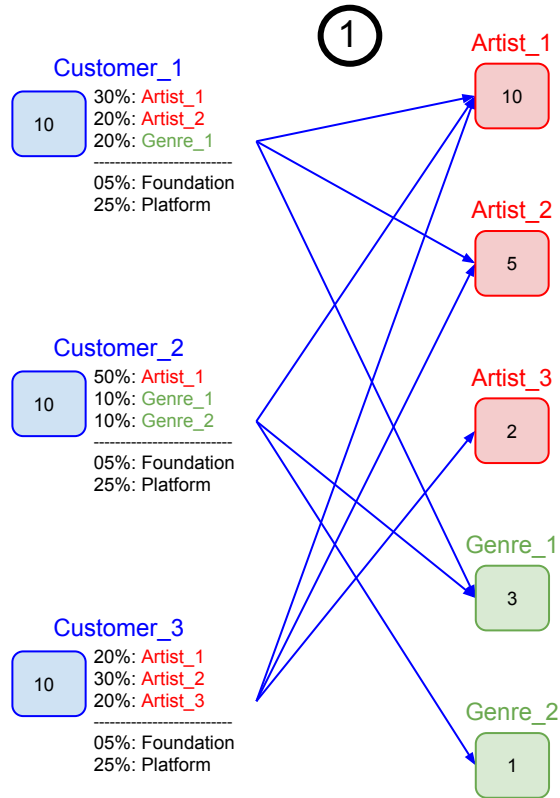 1
Customer_1
10
30%: Artist_1
20%: Artist_2
20%: Genre_1
---------------------------
05%: Foundation
25%: Platform
Customer_2
10
50%: Artist_1
10%: Genre_1
10%: Genre_2
---------------------------
05%: Foundation
25%: Platform
Customer_3
10
20%: Artist_1
30%: Artist_2
20%: Artist_3
---------------------------
05%: Foundation
25%: Platform
Artist_1
10
Artist_2
5
Artist_3
2
Genre_1
3
Genre_2
1